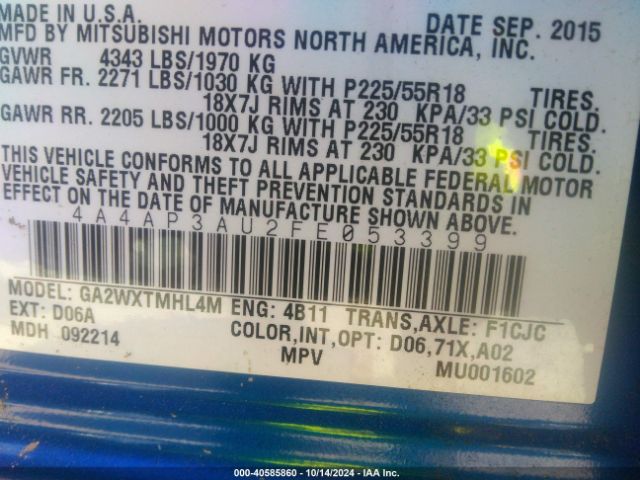 MADE IN U.S.A. DATE SEP. 2015
MFD BY MITSUBISHI MOTORS NORTH AMERICA, INC.
GVWR 4343 LBS/1970 KG
GAWR FR. 2271 LBS/1030 KG WITH P225/55R18 TIRES.
18X7J RIMS AT 230 KPA/33 PSI COLD.
GAWR RR. 2205 LBS/1000 KG WITH P225/55R18 TIRES.
18X7J RIMS AT 230 KPA/33 PSI COLD.
THIS VEHICLE CONFORMS TO ALL APPLICABLE FEDERAL MOTOR
VEHICLE SAFETY AND THEFT PREVENTION STANDARDS IN
EFFECT ON THE DATE OF MANUFACTURE SHOWN ABOVE.
4A4AP3AU2FE053399
MODEL: GA2WXTMHL4M ENG: 4B11 TRANS,AXLE: F1CJC
EXT: D06A COLOR,INT,OPT: D06,71X,A02
MDH 092214 MPV MU001602
000-40585860 - 10/14/2024 - IAA Inc.